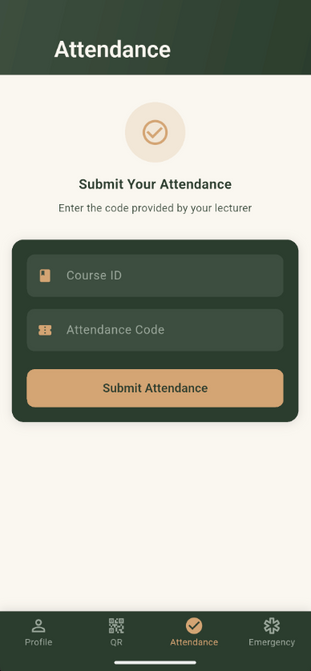 Attendance
Submit Your Attendance
Enter the code provided by your lecturer
Course ID
Attendance Code
Submit Attendance
Profile
QR
Attendance
Emergency